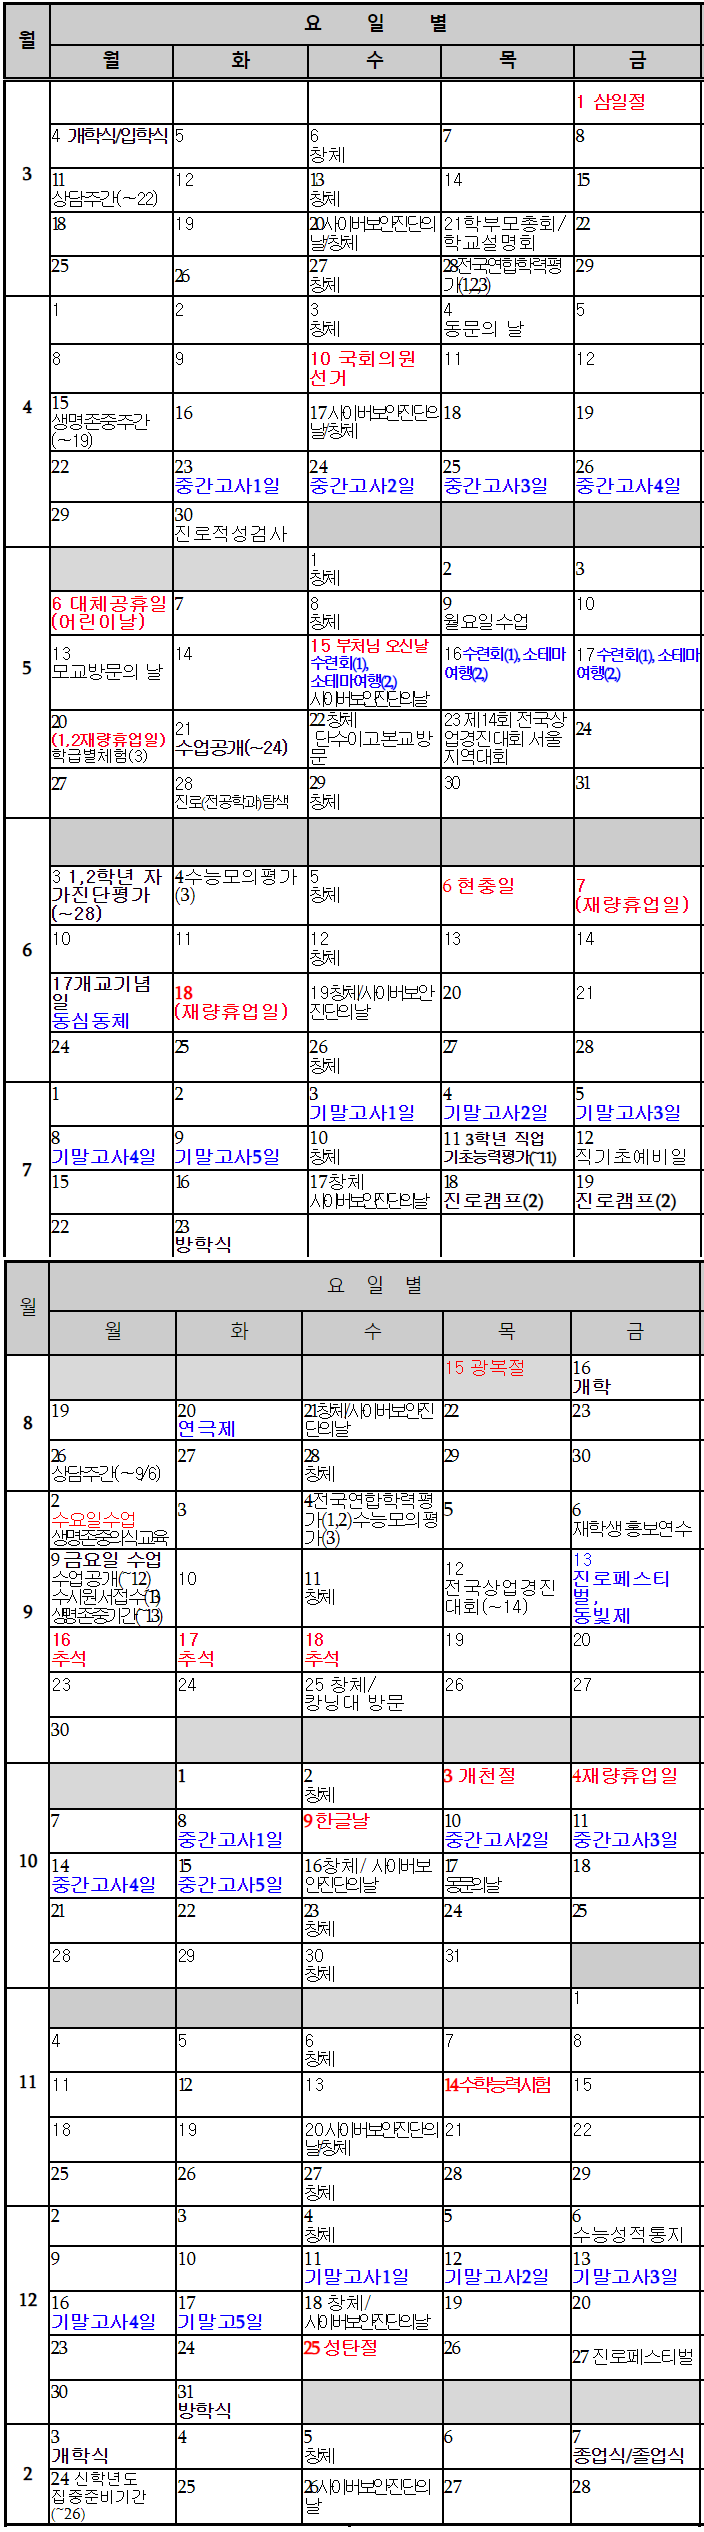 월
요 일 별
월 화 수 목 금
3
1 삼일절
4 개학식/입학식 5 6 7 8
창체
11 12 13 14 15
상담주간(~22) 창체
18 19 20사이버보안진단의 21학부모총회/ 22
날/창체 학교설명회
25 26 27 28전국연합학력평 29
창체 가(1,2,3)
4
1 2 3 4 5
창체 동문의 날
8 9 10 국회의원 11 12
선거
15 16 17사이버보안진단의 18 19
생명존중주간 날/창체
(~19)
22 23 24 25 26
중간고사1일 중간고사2일 중간고사3일 중간고사4일
29 30
진로적성검사
5
1 2 3
창체
6 대체공휴일 7 8 9 10
(어린이날) 창체 월요일수업
13 14 15 부처님 오신날 16수련회(1), 소테마 17수련회(1), 소테마
모교방문의 날 수련회(1), 여행(2,) 여행(2,)
소테마여행(2,)
사이버보안진단의날
20 21 22창체 23제14회 전국상 24
(1,2재량휴업일) 수업공개(~24) 단수이고본교방 업경진대회 서울
학급별체험(3) 문 지역대회
27 28 29 30 31
진로(전공학과)탐색 창체
6
3 1,2학년 자 4수능모의평가 5 6 현충일 7
가진단평가 (3) 창체 (재량휴업일)
(~28)
10 11 12 13 14
창체
17개교기념 18 19창체/사이버보안 20 21
일 (재량휴업일) 진단의날
동심동체
24 25 26 27 28
창체
7
1 2 3 4 5
기말고사1일 기말고사2일 기말고사3일
8 9 10 11 3학년 직업 12
기말고사4일 기말고사5일 창체 기초능력평가(~11) 직기초예비일
15 16 17창체 18 19
사이버보안진단의날 진로캠프(2) 진로캠프(2)
22 23
방학식
월
요 일 별
월 화 수 목 금
8
15 광복절 16
개학
19 20 21창체/사이버보안진 22 23
연극제 단의날
26 27 28 29 30
상담주간(~9/6) 창체
9
2 3 4전국연합학력평 5 6
수요일수업 가(1,2)수능모의평 재학생 홍보연수
생명존중의식교육 가(3)
9 금요일 수업 10 11 12 13
수업공개(~12) 창체 전국상업경진 진로페스티
수시원서접수(~13) 대회(~14) 벌,
생명존중기간(~13) 동빛제
16 17 18 19 20
추석 추석 추석
23 24 25 창체/ 26 27
캉닝대 방문
30
10
1 2 3 개천절 4재량휴업일
창체
7 8 9한글날 10 11
중간고사1일 중간고사2일 중간고사3일
14 15 16창체/ 사이버보 17 18
중간고사4일 중간고사5일 안진단의날 동문의날
21 22 23 24 25
창체
28 29 30 31
창체
11
1
4 5 6 7 8
창체
11 12 13 14수학능력시험 15
18 19 20사이버보안진단의 21 22
날/창체
25 26 27 28 29
창체
12
2 3 4 5 6
창체 수능성적통지
9 10 11 12 13
기말고사1일 기말고사2일 기말고사3일
16 17 18 창체/ 19 20
기말고사4일 기말고5일 사이버보안진단의날
23 24 25성탄절 26 27진로페스티벌
30 31
방학식
2
3 4 5 6 7
개학식 창체 종업식/졸업식
24 신학년도 25 26사이버보안진단의 27 28
집중준비기간 날
(~26)